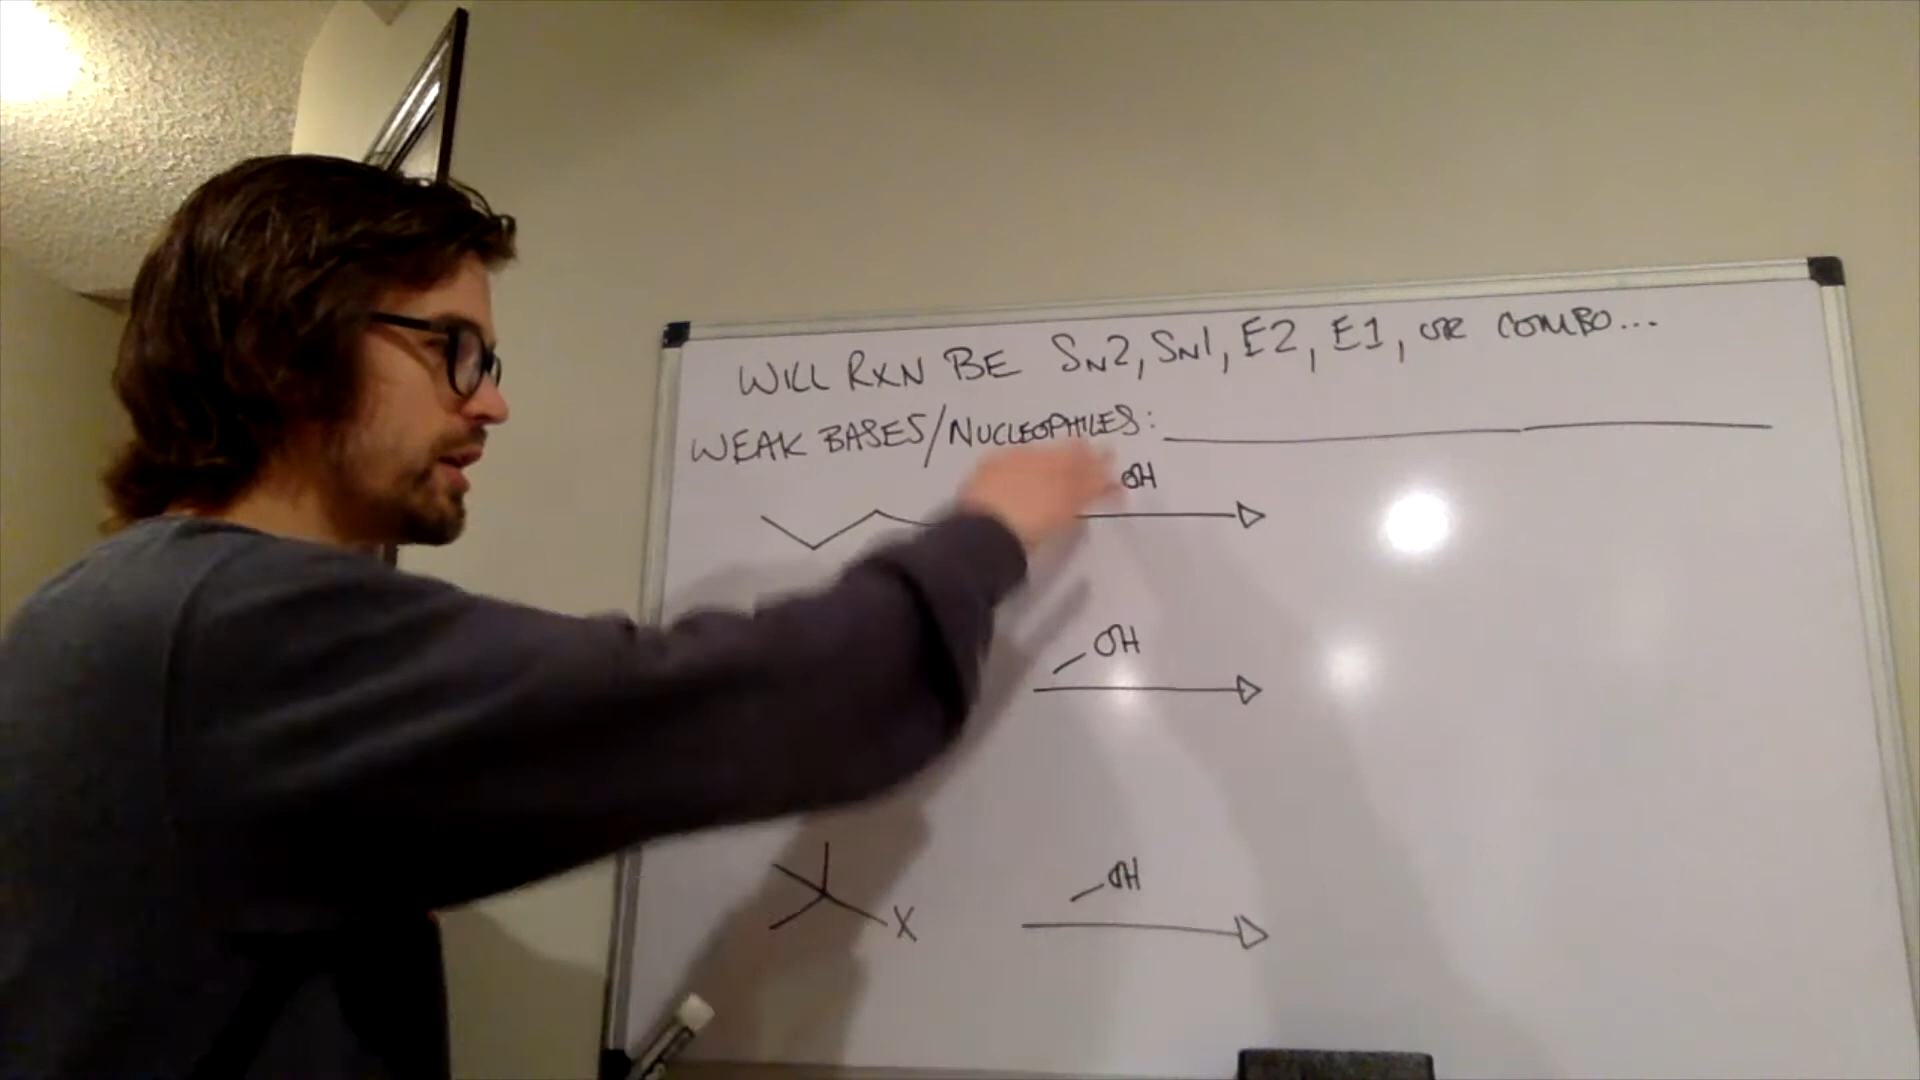 WILL RXN BE SN2, SN1, E2, E1, OR COMBO...
WEAK BASES/NUCLEOPHILES:
OH
OH
X
OH